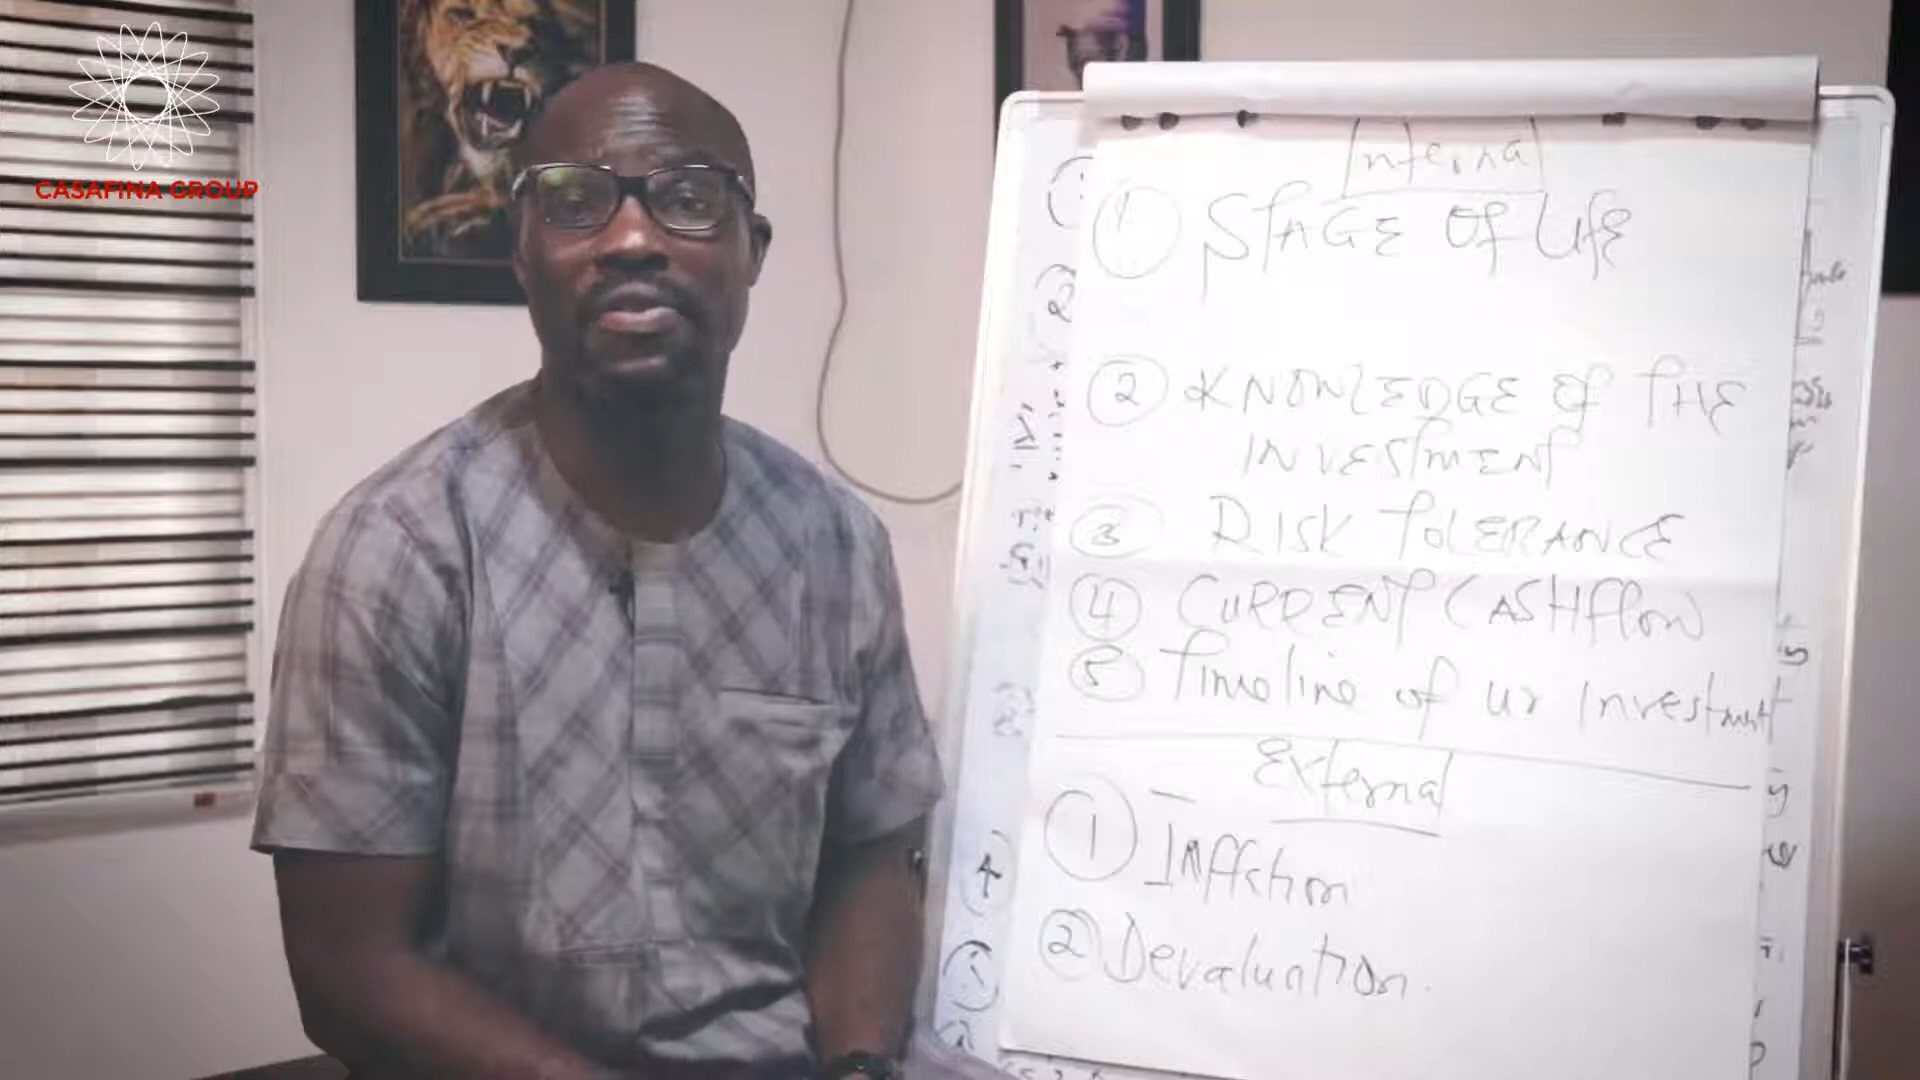 CASAFINA GROUP
Internal
1 STAGE OF LIFE
2 KNOWLEDGE OF THE
INVESTMENT
3 RISK TOLERANCE
4 CURRENT CASHFLOW
5 Timeline of ur Investment
External
1 Inflation
2 Devaluation.